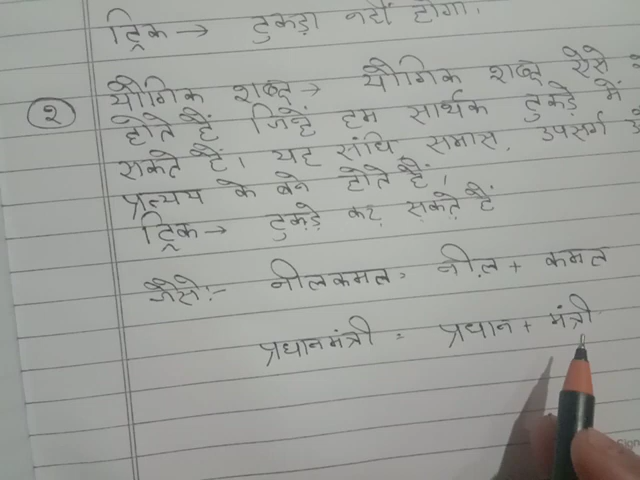 ट्रिक → टुकड़ा नहीं होगा।
२ यौगिक शब्द → यौगिक शब्द ऐसे
होते हैं जिन्हें हम सार्थक टुकड़े में
सकते हैं। यह संधि समास, उपसर्ग
प्रत्यय के बने होते हैं।
ट्रिक → टुकड़े कर सकते हैं
जैसे:- नीलकमल = नील + कमल
प्रधानमंत्री = प्रधान + मंत्री